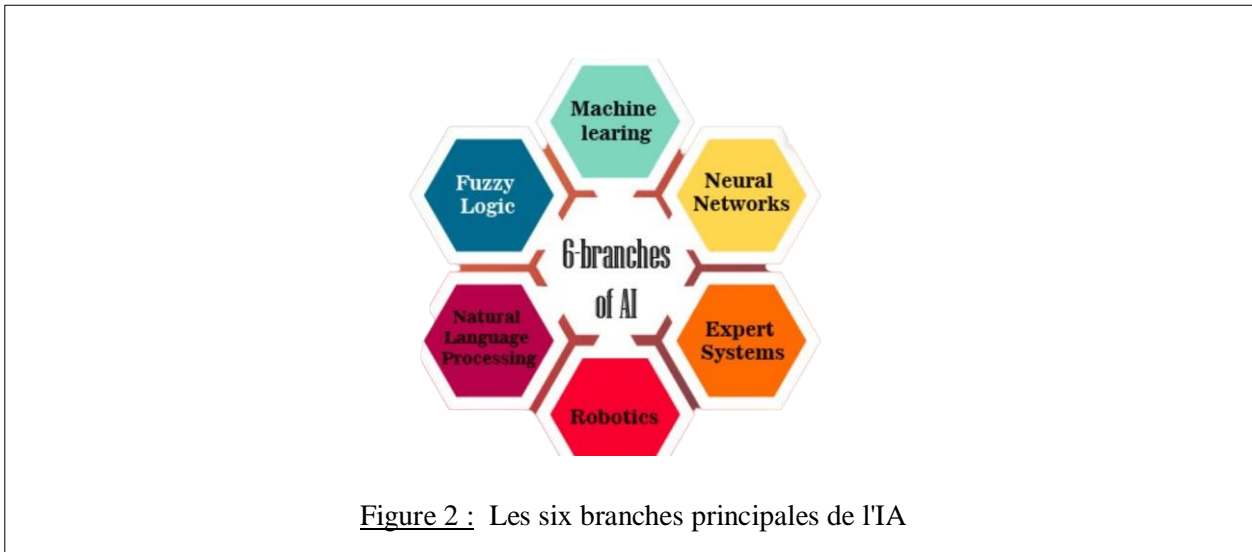 Machine
learing
Fuzzy
Logic
Neural
Networks
6-branches
of AI
Natural
Language
Processing
Expert
Systems
Robotics
Figure 2 : Les six branches principales de l'IA